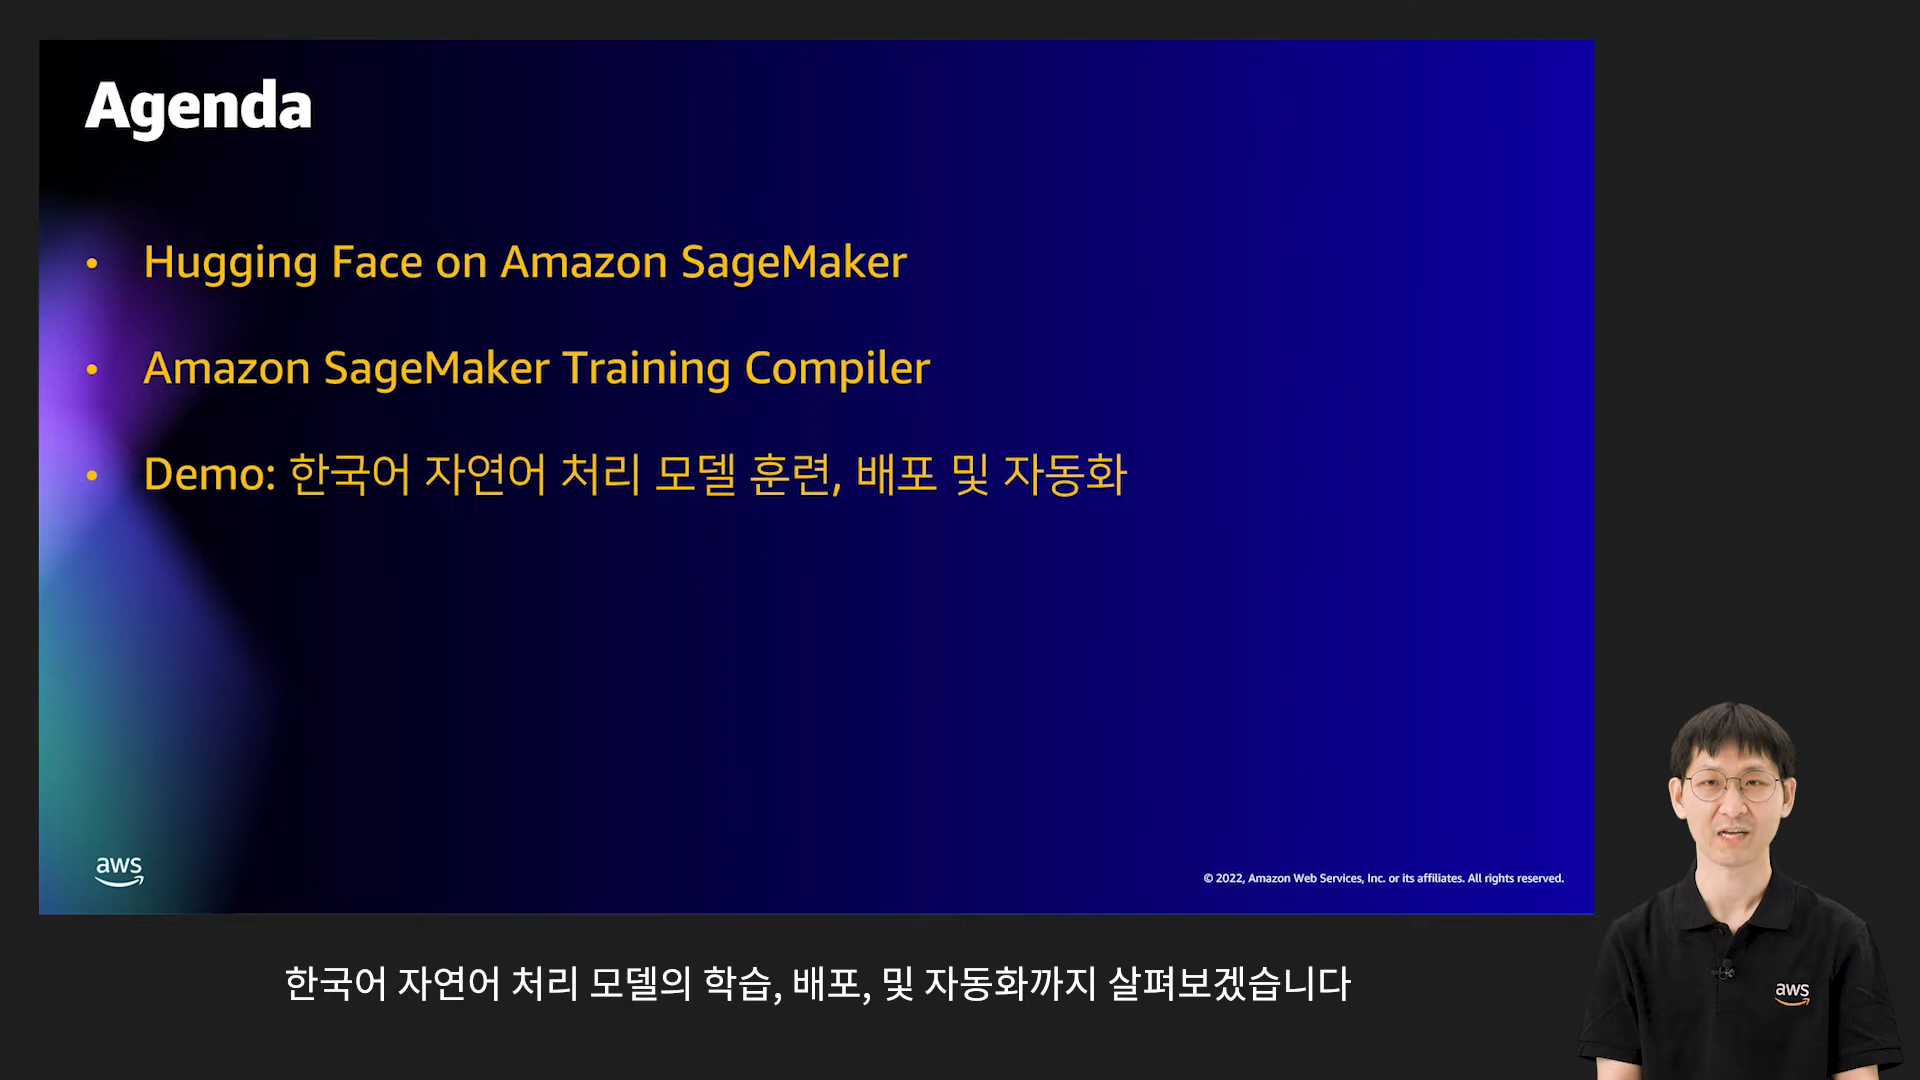 Agenda
• Hugging Face on Amazon SageMaker
• Amazon SageMaker Training Compiler
• Demo: 한국어 자연어 처리 모델 훈련, 배포 및 자동화
aws
© 2022, Amazon Web Services, Inc. or its affiliates. All rights reserved.
aws
한국어 자연어 처리 모델의 학습, 배포, 및 자동화까지 살펴보겠습니다